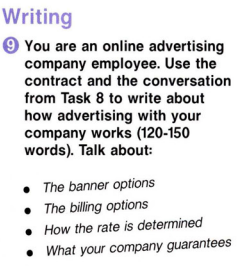 Writing
9 You are an online advertising
company employee. Use the
contract and the conversation
from Task 8 to write about
how advertising with your
company works (120-150
words). Talk about:
• The banner options
• The billing options
• How the rate is determined
• What your company guarantees